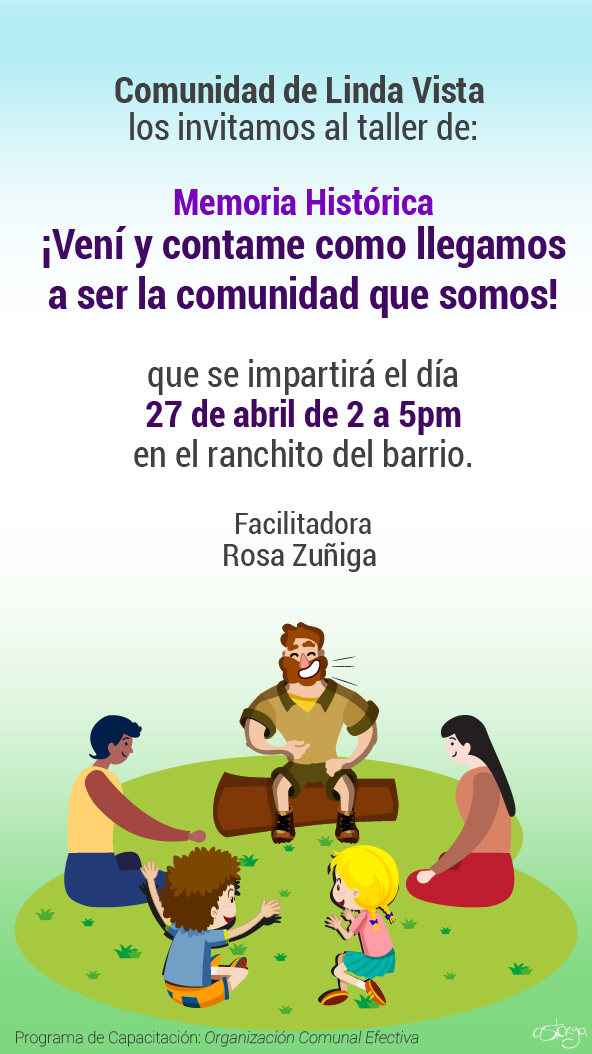 Comunidad de Linda Vista
los invitamos al taller de:
Memoria Histórica
¡Vení y contame como llegamos
a ser la comunidad que somos!
que se impartirá el día
27 de abril de 2 a 5pm
en el ranchito del barrio.
Facilitadora
Rosa Zuñiga
Programa de Capacitación: Organización Comunal Efectiva